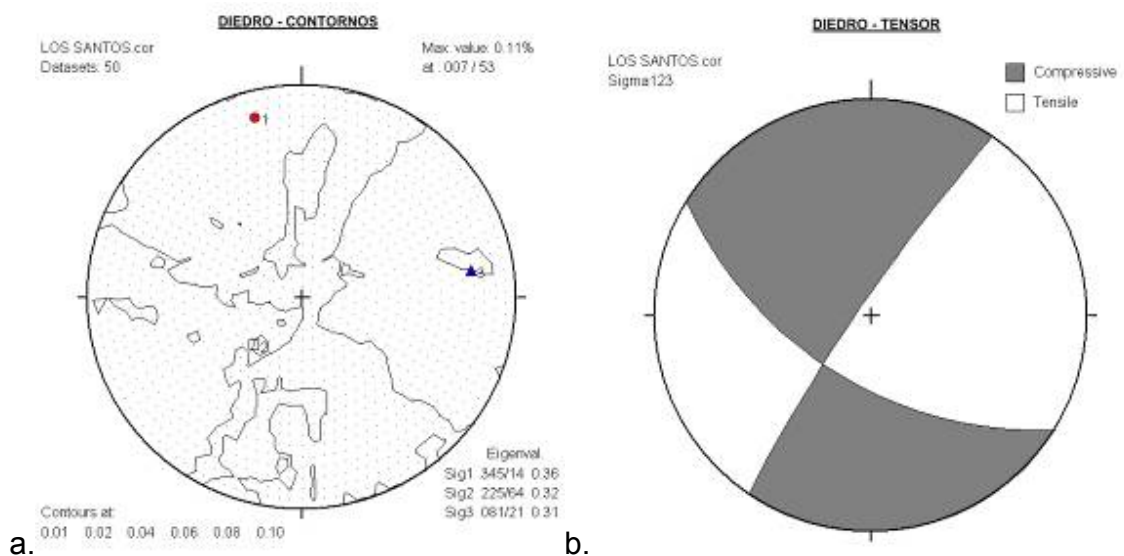 DIEDRO - CONTORNOS
LOS SANTOS.cor
Datasets: 50
Max. value: 0.11%
at : 007 / 53
1
2
3
Eigenval.
Sig1 345/14 0.36
Sig2 225/64 0.32
Sig3 081/21 0.31
Contours at:
0.01 0.02 0.04 0.06 0.08 0.10
a.
DIEDRO - TENSOR
LOS SANTOS.cor
Sigma123
Compressive
Tensile
b.